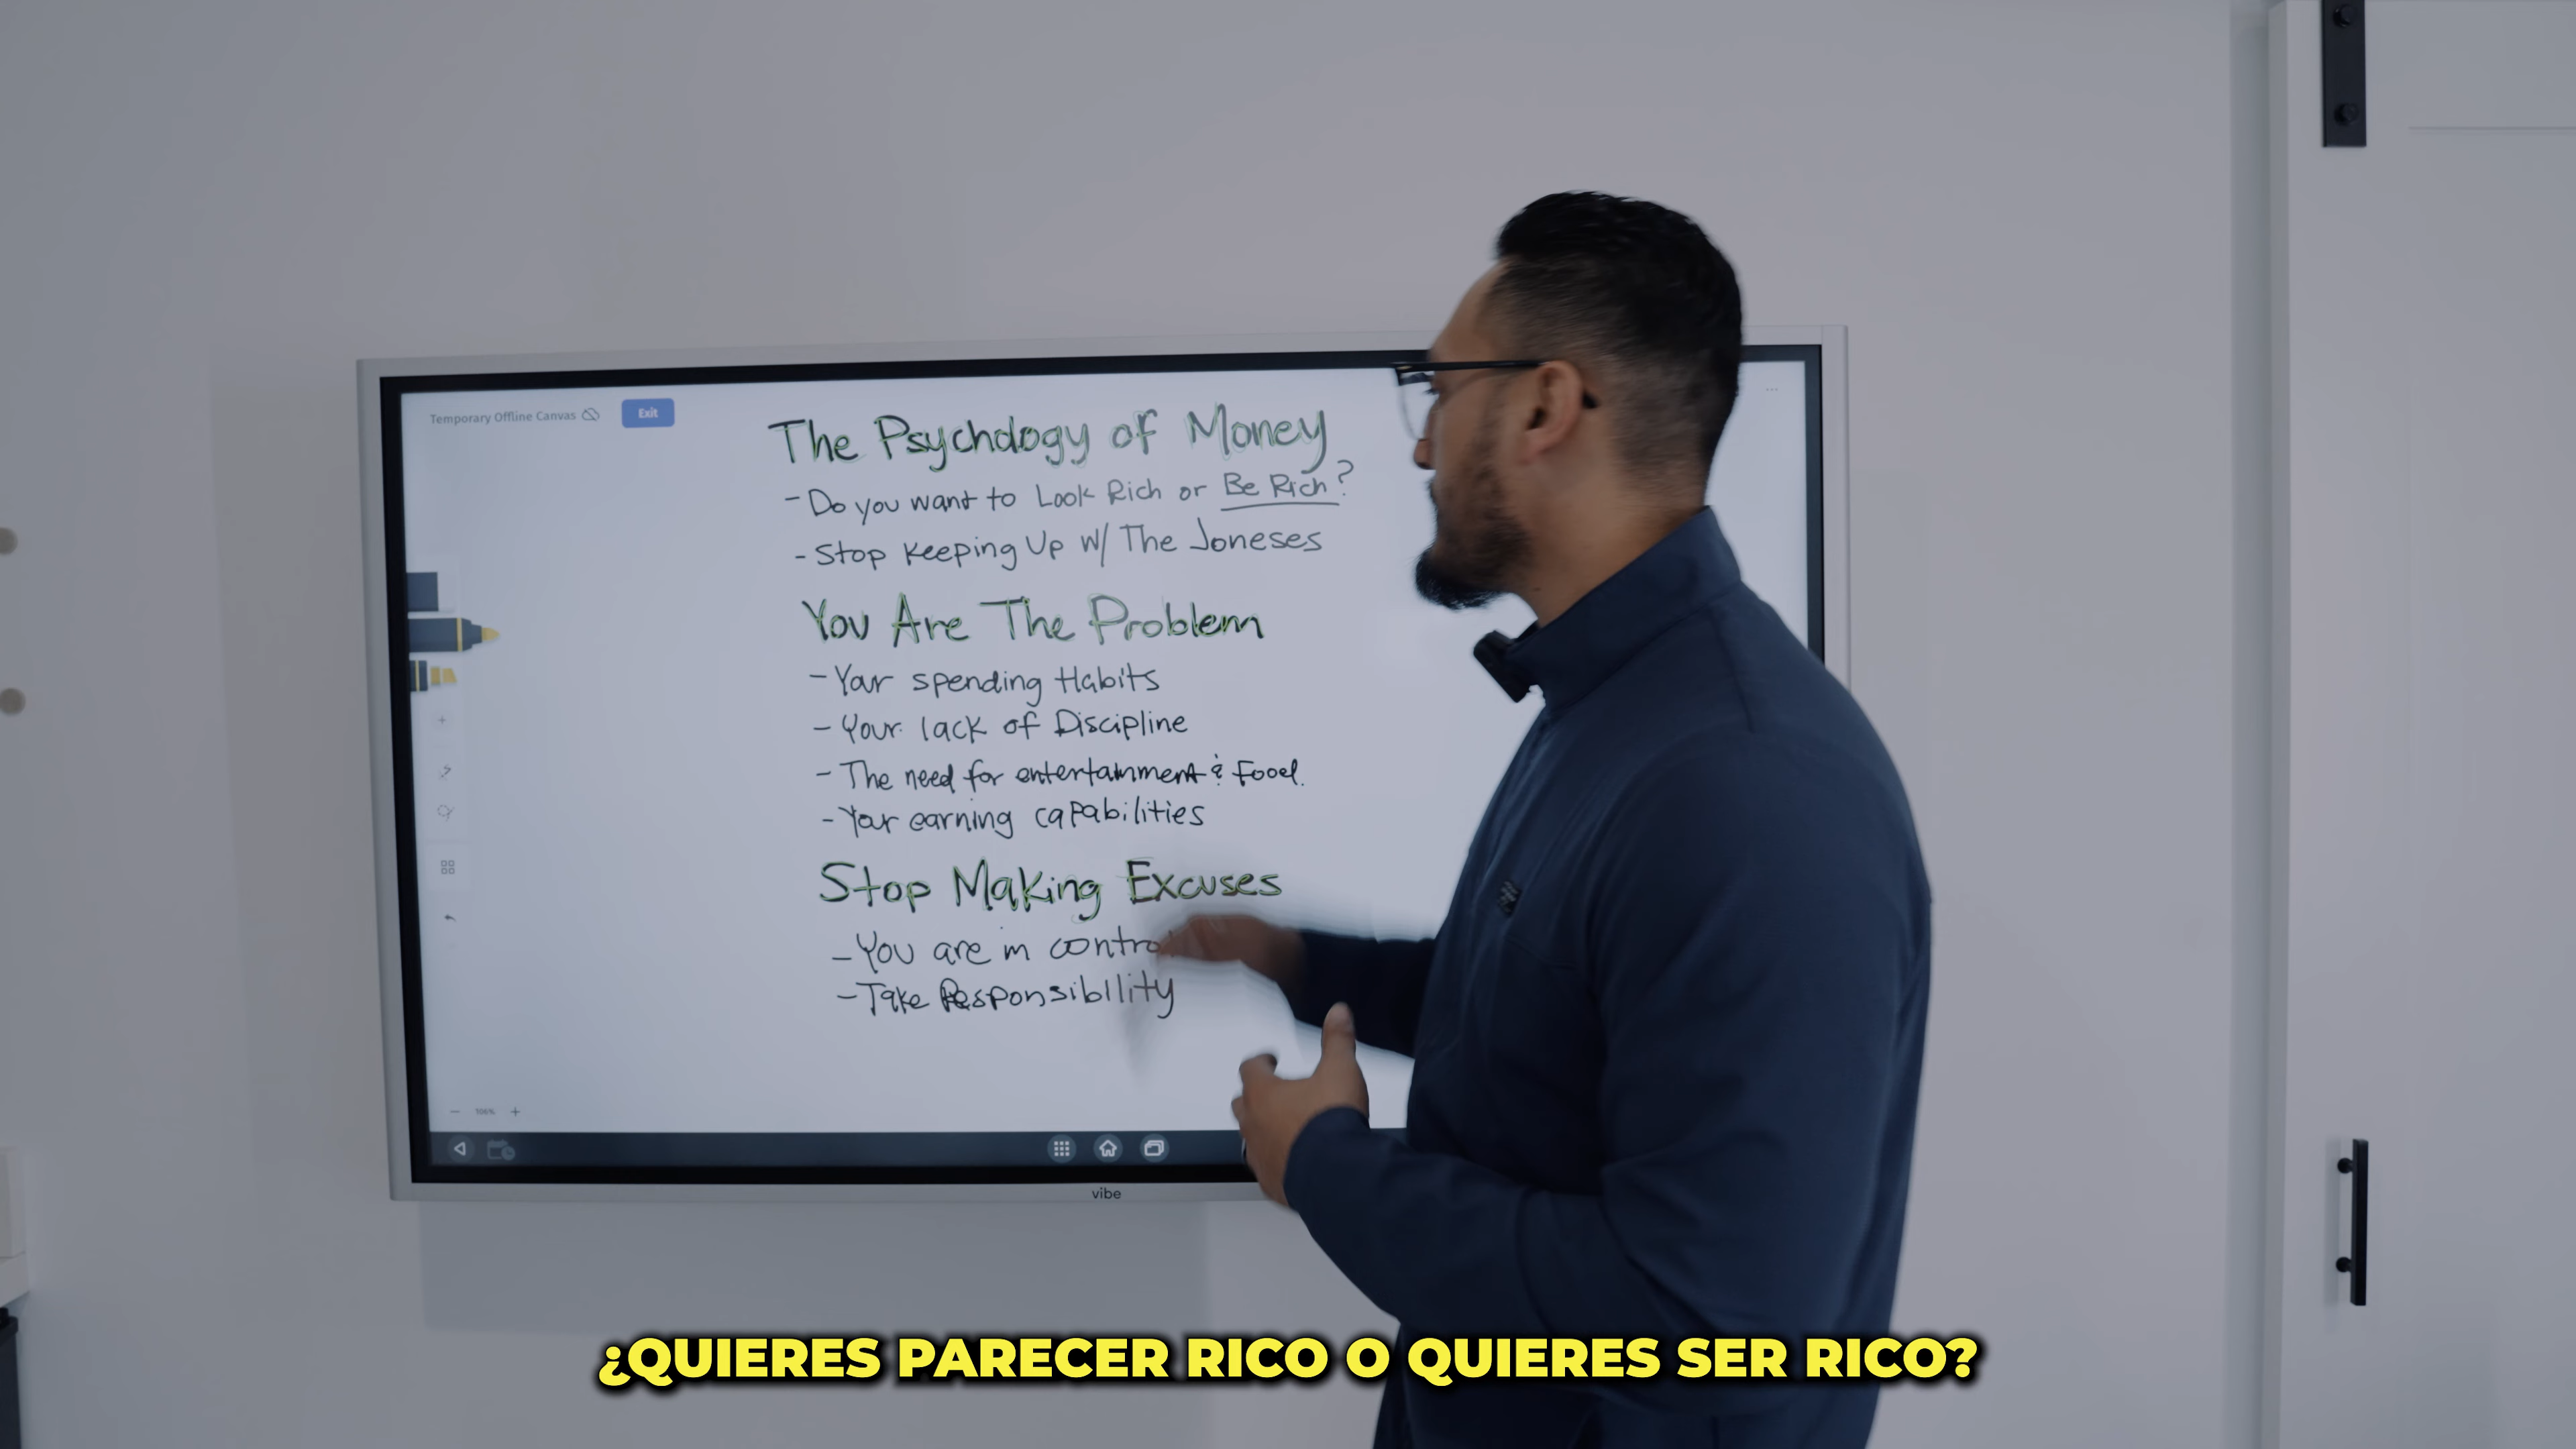 Temporary Offline Canvas
Exit
The Psychology of Money
- Do you want to Look Rich or Be Rich?
- Stop Keeping Up w/ The Joneses
You Are The Problem
- Your spending Habits
- Your lack of Discipline
- The need for entertainment & Food.
- Your earning capabilities
Stop Making Excuses
- You are in contro
- Take Responsibility
106%
vibe
¿QUIERES PARECER RICO O QUIERES SER RICO?